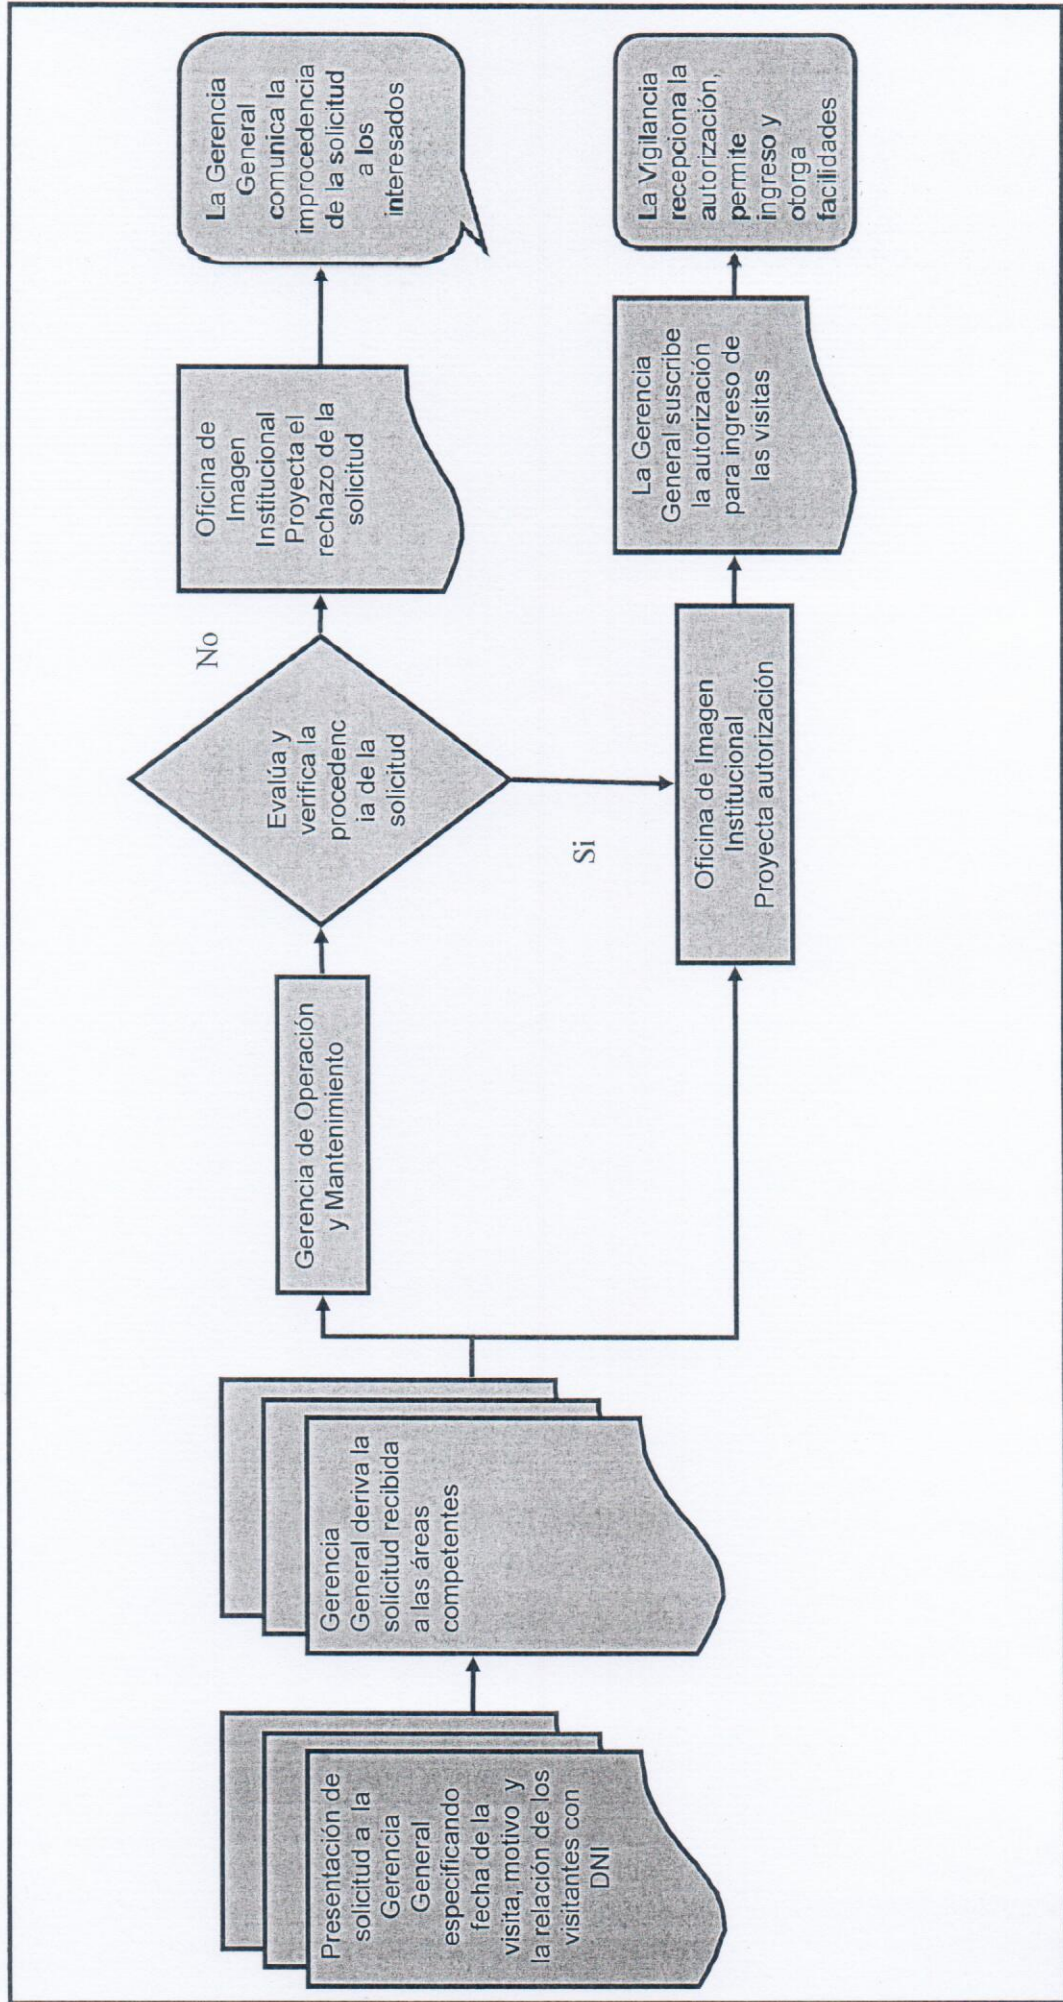 Presentación de
solicitud a la
Gerencia
General
especificando
fecha de la
visita, motivo y
la relación de los
visitantes con
DNI
Gerencia
General deriva la
solicitud recibida
a las áreas
competentes
Gerencia de Operación
y Mantenimiento
Evalúa y
verifica la
procedenc
ia de la
solicitud
No
Oficina de
Imagen
Institucional
Proyecta el
rechazo de la
solicitud
La Gerencia
General
comunica la
improcedencia
de la solicitud
a los
interesados
Si
Oficina de Imagen
Institucional
Proyecta autorización
La Gerencia
General suscribe
la autorización
para ingreso de
las visitas
La Vigilancia
recepciona la
autorización,
permite
ingreso y
otorga
facilidades